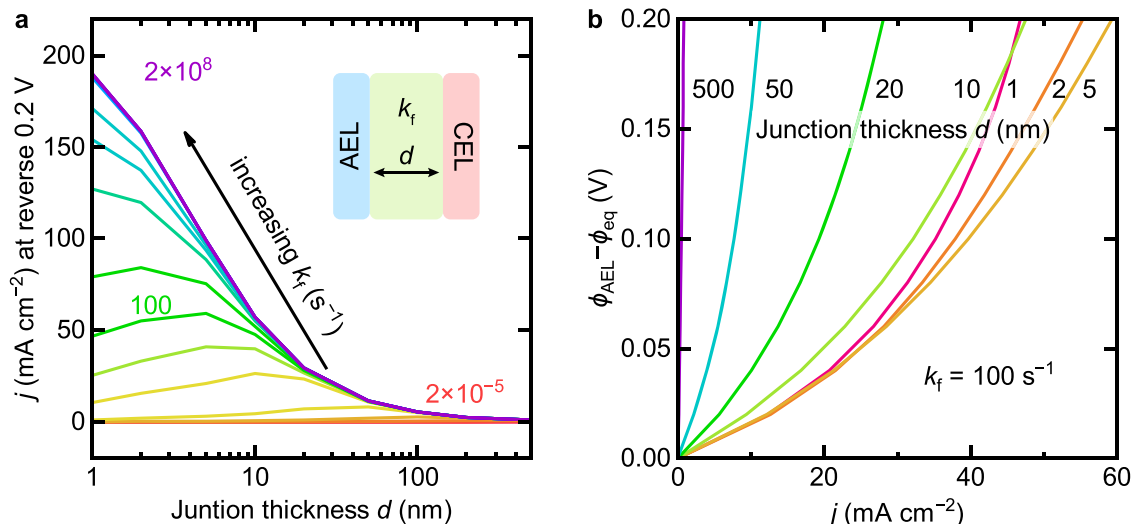 a
j (mA cm⁻²) at reverse 0.2 V
200
150
100
50
0
2×10⁸
100
2×10⁻⁵
increasing k_f (s⁻¹)
AEL
k_f
d
CEL
1
10
100
Juntion thickness d (nm)
b
ϕ_AEL−ϕ_eq (V)
0.20
0.15
0.10
0.05
0.00
500 50 20 10 1 2 5
Junction thickness d (nm)
k_f = 100 s⁻¹
0 20 40 60
j (mA cm⁻²)